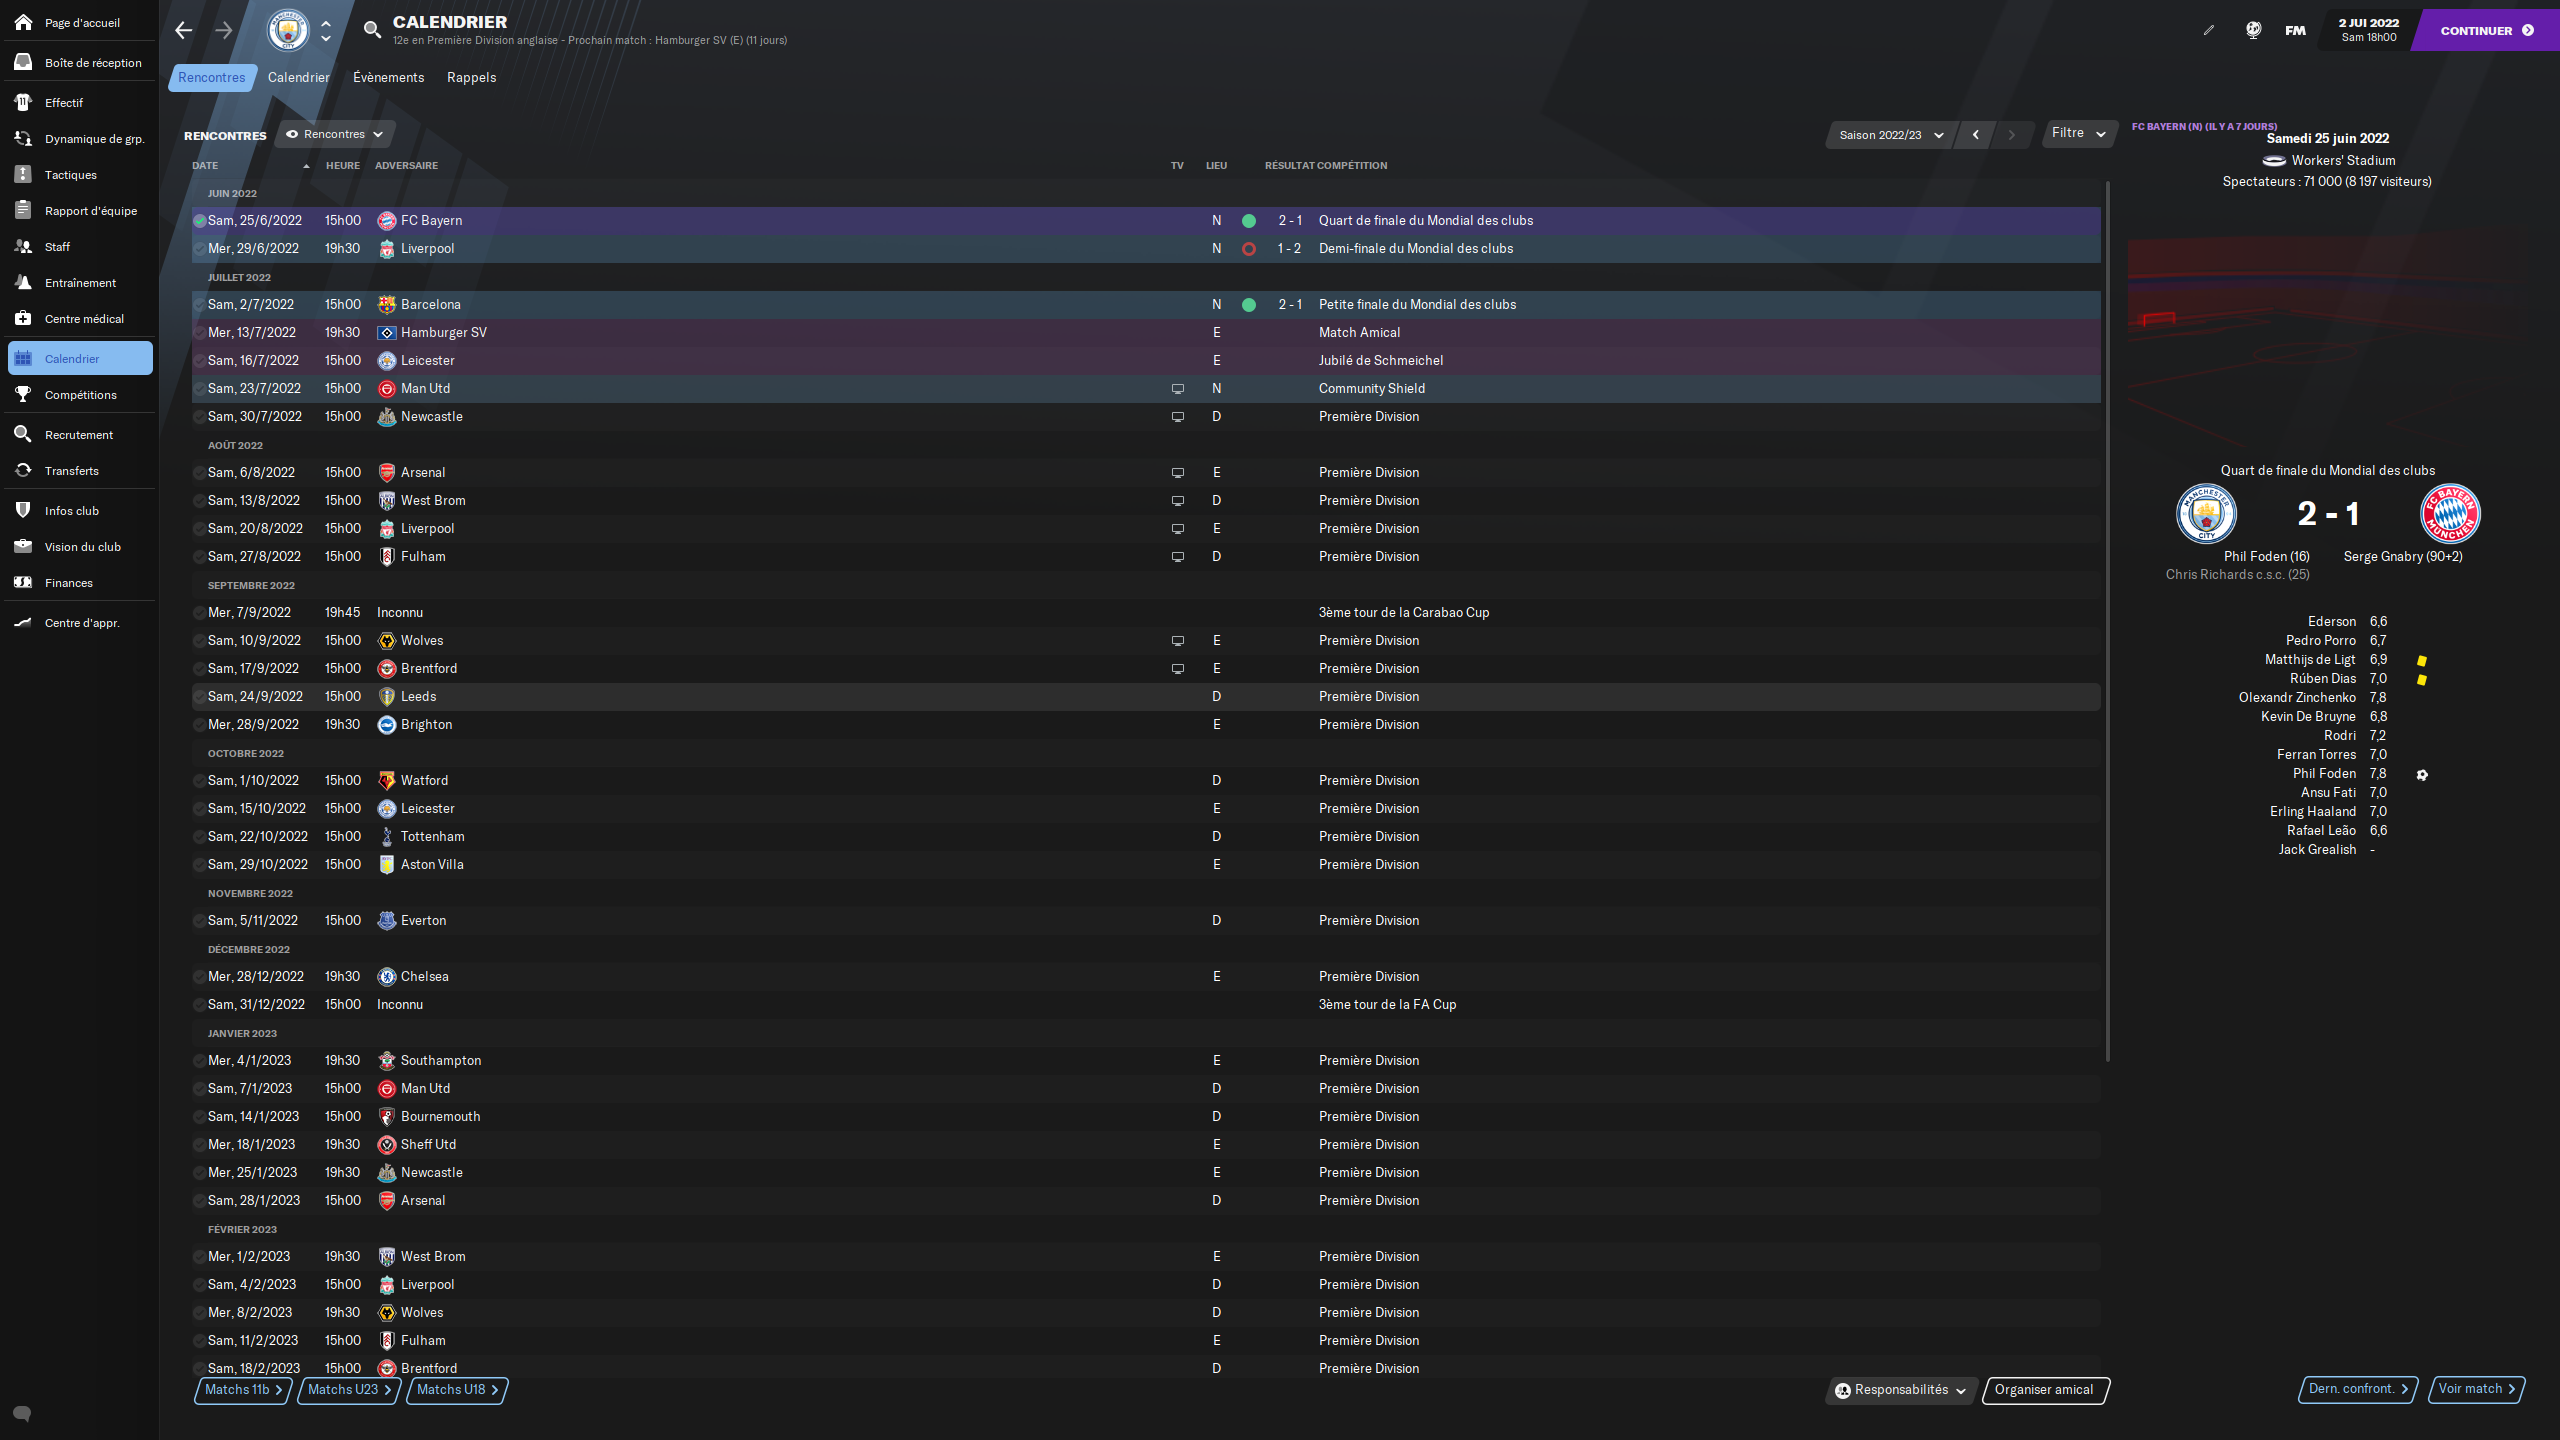 Page d'accueil
Boîte de réception
Effectif
Dynamique de grp.
Tactiques
Rapport d'équipe
Staff
Entraînement
Centre médical
Calendrier
Compétitions
Recrutement
Transferts
Infos club
Vision du club
Finances
Centre d'appr.
CALENDRIER
12e en Première Division anglaise - Prochain match : Hamburger SV (E) (11 jours)
FM
2 JUI 2022
Sam 18h00
CONTINUER
Rencontres Calendrier Évènements Rappels
RENCONTRES Rencontres Saison 2022/23 Filtre
DATE HEURE ADVERSAIRE TV LIEU RÉSULTAT COMPÉTITION
JUIN 2022
Sam, 25/6/2022 15h00 FC Bayern N 2 - 1 Quart de finale du Mondial des clubs
Mer, 29/6/2022 19h30 Liverpool N 1 - 2 Demi-finale du Mondial des clubs
JUILLET 2022
Sam, 2/7/2022 15h00 Barcelona N 2 - 1 Petite finale du Mondial des clubs
Mer, 13/7/2022 19h30 Hamburger SV E Match Amical
Sam, 16/7/2022 15h00 Leicester E Jubilé de Schmeichel
Sam, 23/7/2022 15h00 Man Utd N Community Shield
Sam, 30/7/2022 15h00 Newcastle D Première Division
AOÛT 2022
Sam, 6/8/2022 15h00 Arsenal E Première Division
Sam, 13/8/2022 15h00 West Brom D Première Division
Sam, 20/8/2022 15h00 Liverpool E Première Division
Sam, 27/8/2022 15h00 Fulham D Première Division
SEPTEMBRE 2022
Mer, 7/9/2022 19h45 Inconnu 3ème tour de la Carabao Cup
Sam, 10/9/2022 15h00 Wolves E Première Division
Sam, 17/9/2022 15h00 Brentford E Première Division
Sam, 24/9/2022 15h00 Leeds D Première Division
Mer, 28/9/2022 19h30 Brighton E Première Division
OCTOBRE 2022
Sam, 1/10/2022 15h00 Watford D Première Division
Sam, 15/10/2022 15h00 Leicester E Première Division
Sam, 22/10/2022 15h00 Tottenham D Première Division
Sam, 29/10/2022 15h00 Aston Villa E Première Division
NOVEMBRE 2022
Sam, 5/11/2022 15h00 Everton D Première Division
DÉCEMBRE 2022
Mer, 28/12/2022 19h30 Chelsea E Première Division
Sam, 31/12/2022 15h00 Inconnu 3ème tour de la FA Cup
JANVIER 2023
Mer, 4/1/2023 19h30 Southampton E Première Division
Sam, 7/1/2023 15h00 Man Utd D Première Division
Sam, 14/1/2023 15h00 Bournemouth D Première Division
Mer, 18/1/2023 19h30 Sheff Utd E Première Division
Mer, 25/1/2023 19h30 Newcastle E Première Division
Sam, 28/1/2023 15h00 Arsenal D Première Division
FÉVRIER 2023
Mer, 1/2/2023 19h30 West Brom E Première Division
Sam, 4/2/2023 15h00 Liverpool D Première Division
Mer, 8/2/2023 19h30 Wolves D Première Division
Sam, 11/2/2023 15h00 Fulham E Première Division
Sam, 18/2/2023 15h00 Brentford D Première Division
Matchs 11b Matchs U23 Matchs U18 Responsabilités Organiser amical
FC BAYERN (N) (IL Y A 7 JOURS)
Samedi 25 juin 2022
Workers' Stadium
Spectateurs : 71 000 (8 197 visiteurs)
Quart de finale du Mondial des clubs
MANCHESTER CITY 2 - 1 FC BAYERN MÜNCHEN
Phil Foden (16) Serge Gnabry (90+2)
Chris Richards c.s.c. (25)
Ederson 6,6
Pedro Porro 6,7
Matthijs de Ligt 6,9
Rúben Dias 7,0
Olexandr Zinchenko 7,8
Kevin De Bruyne 6,8
Rodri 7,2
Ferran Torres 7,0
Phil Foden 7,8
Ansu Fati 7,0
Erling Haaland 7,0
Rafael Leão 6,6
Jack Grealish -
Dern. confront. Voir match